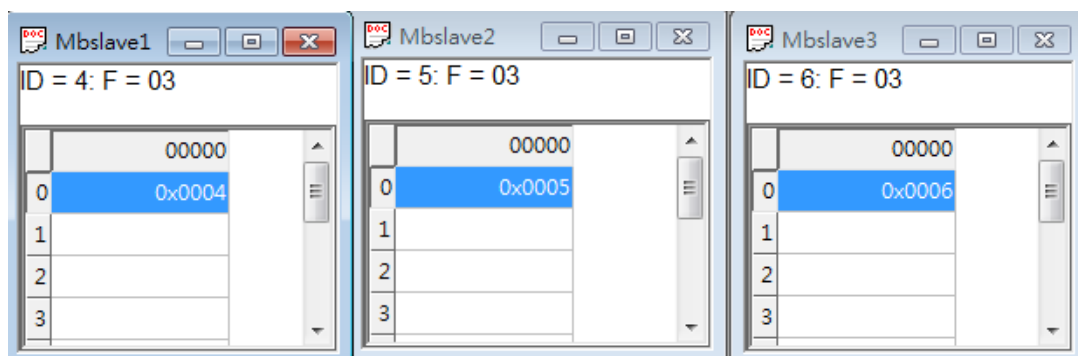 Mbslave1
ID = 4: F = 03
00000
0 0x0004
1
2
3
Mbslave2
ID = 5: F = 03
00000
0 0x0005
1
2
3
Mbslave3
ID = 6: F = 03
00000
0 0x0006
1
2
3